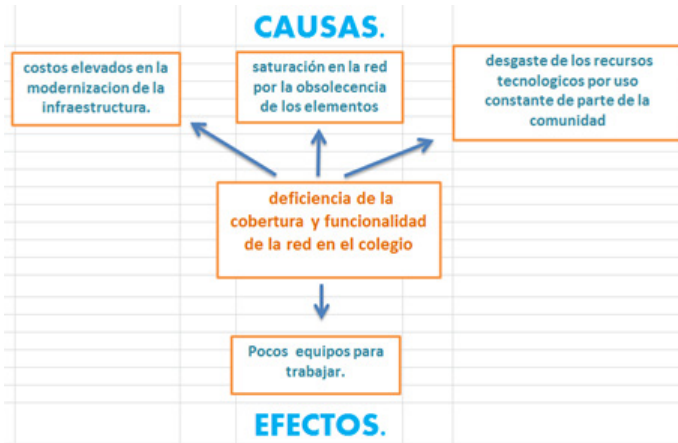 CAUSAS.
costos elevados en la
modernizacion de la
infraestructura.
saturación en la red
por la obsolecencia
de los elementos
desgaste de los recursos
tecnologicos por uso
constante de parte de la
comunidad
deficiencia de la
cobertura y funcionalidad
de la red en el colegio
Pocos equipos para
trabajar.
EFECTOS.